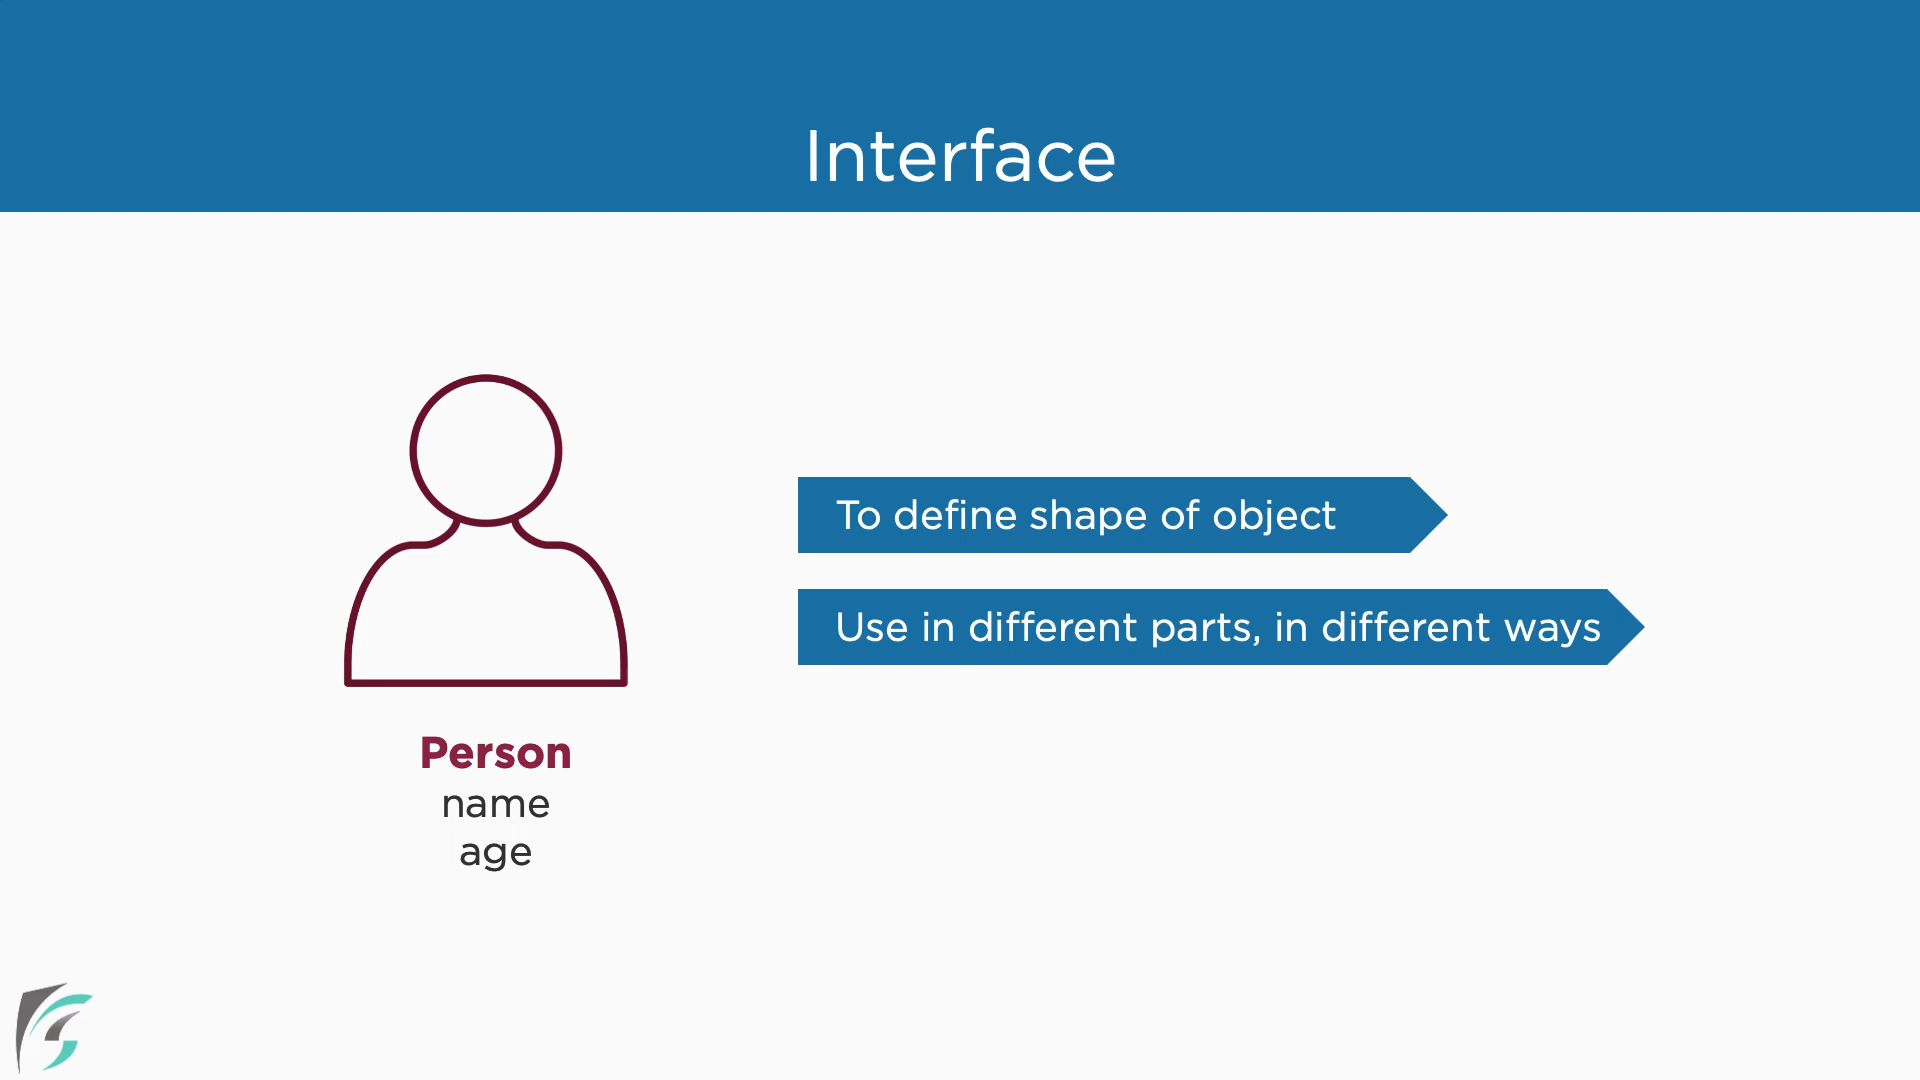 Interface
To define shape of object
Use in different parts, in different ways
Person
name
age